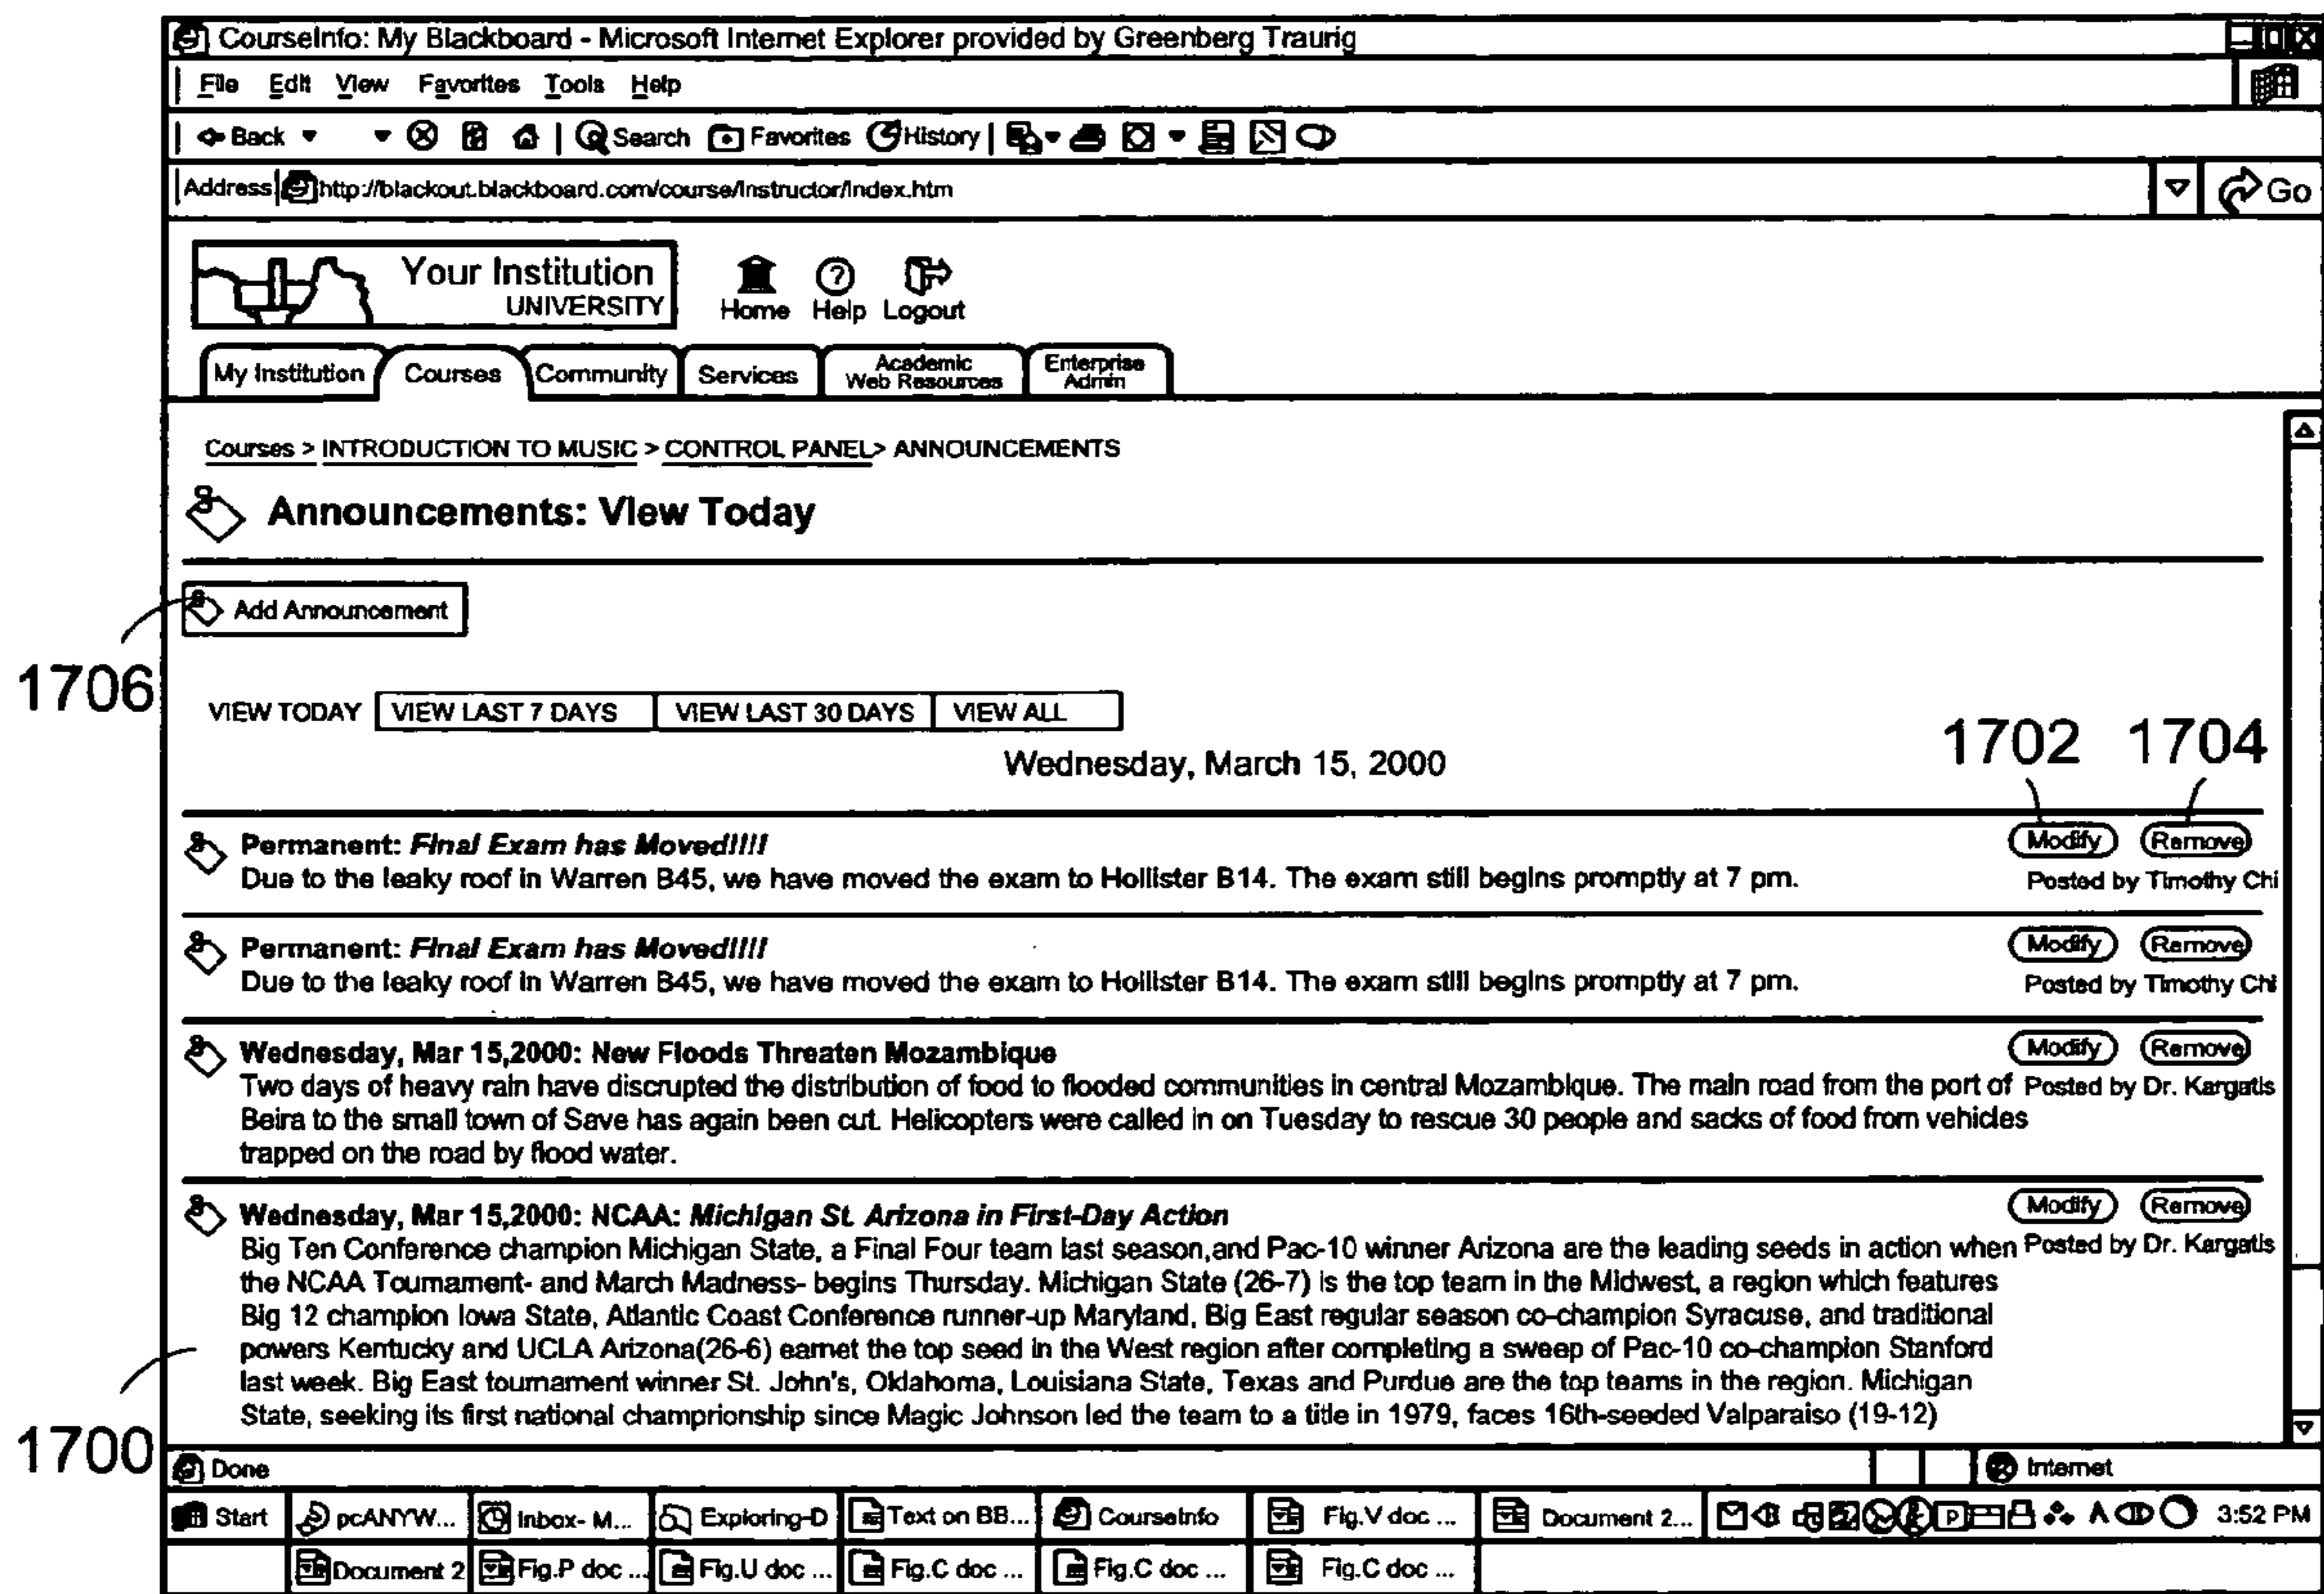 CourseInfo: My Blackboard - Microsoft Internet Explorer provided by Greenberg Traurig
File Edit View Favorites Tools Help
Back Search Favorites History
Address http://blackout.blackboard.com/course/instructor/index.htm Go
Your Institution
UNIVERSITY
Home Help Logout
My Institution Courses Community Services Academic Web Resources Enterprise Admin
Courses > INTRODUCTION TO MUSIC > CONTROL PANEL> ANNOUNCEMENTS
Announcements: View Today
Add Announcement
1706
VIEW TODAY VIEW LAST 7 DAYS VIEW LAST 30 DAYS VIEW ALL
1702 1704
Wednesday, March 15, 2000
Permanent: Final Exam has Moved!!!! Modify Remove
Due to the leaky roof in Warren B45, we have moved the exam to Hollister B14. The exam still begins promptly at 7 pm. Posted by Timothy Chi
Permanent: Final Exam has Moved!!!! Modify Remove
Due to the leaky roof in Warren B45, we have moved the exam to Hollister B14. The exam still begins promptly at 7 pm. Posted by Timothy Chi
Wednesday, Mar 15,2000: New Floods Threaten Mozambique Modify Remove
Two days of heavy rain have discrupted the distribution of food to flooded communities in central Mozambique. The main road from the port of Posted by Dr. Kargatis
Beira to the small town of Save has again been cut. Helicopters were called in on Tuesday to rescue 30 people and sacks of food from vehicles
trapped on the road by flood water.
Wednesday, Mar 15,2000: NCAA: Michigan St. Arizona in First-Day Action Modify Remove
Big Ten Conference champion Michigan State, a Final Four team last season,and Pac-10 winner Arizona are the leading seeds in action when Posted by Dr. Kargatis
the NCAA Tournament- and March Madness- begins Thursday. Michigan State (26-7) is the top team in the Midwest, a region which features
Big 12 champion Iowa State, Atlantic Coast Conference runner-up Maryland, Big East regular season co-champion Syracuse, and traditional
powers Kentucky and UCLA Arizona(26-6) earnet the top seed in the West region after completing a sweep of Pac-10 co-champion Stanford
last week. Big East tournament winner St. John's, Oklahoma, Louisiana State, Texas and Purdue are the top teams in the region. Michigan
State, seeking its first national champrionship since Magic Johnson led the team to a title in 1979, faces 16th-seeded Valparaiso (19-12)
1700
Done Internet
Start pcANYW... Inbox- M... Exploring-D Text on BB... CourseInfo Fig.V doc ... Document 2... P 3:52 PM
Document 2 Fig.P doc ... Fig.U doc ... Fig.C doc ... Fig.C doc ... Fig.C doc ...